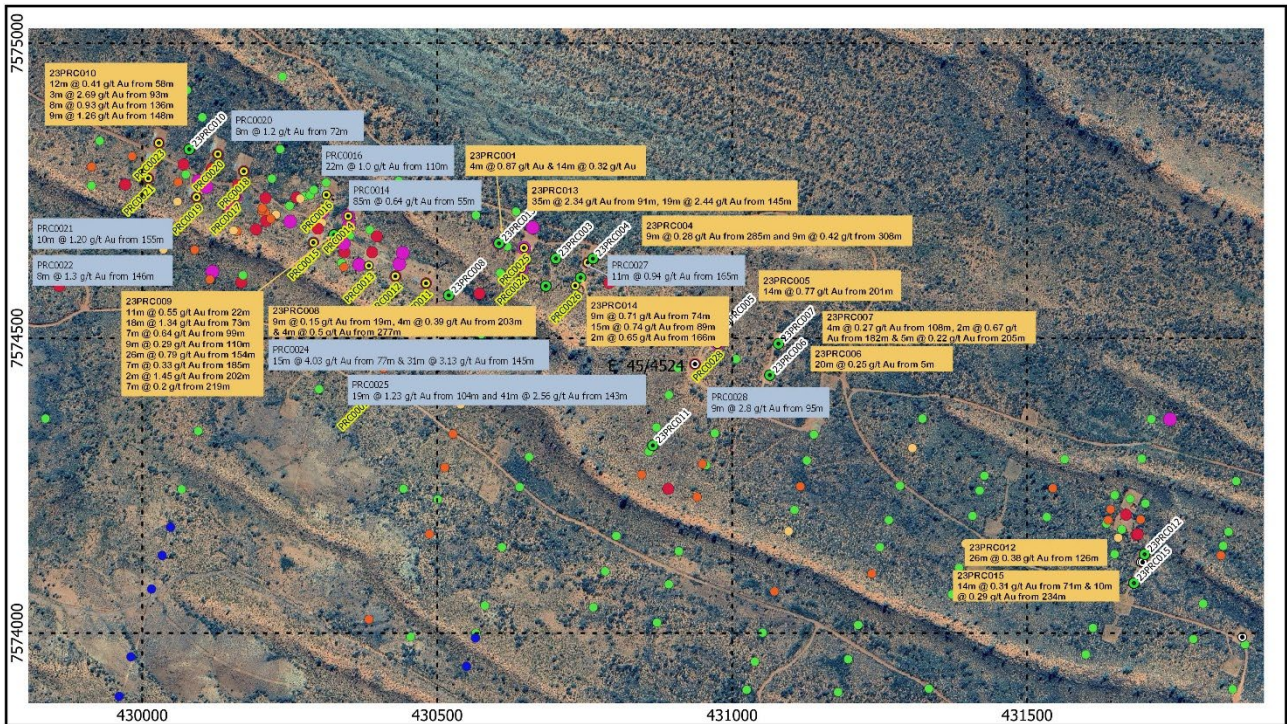 7575000
7574500
7574000
430000
430500
431000
431500
23PRC010
12m @ 0.41 g/t Au from 58m
3m @ 2.69 g/t Au from 93m
8m @ 0.93 g/t Au from 136m
9m @ 1.26 g/t Au from 148m
23PRC010
PRC0020
8m @ 1.2 g/t Au from 72m
PRC0016
22m @ 1.0 g/t Au from 110m
PRC0014
85m @ 0.64 g/t Au from 55m
23PRC001
4m @ 0.87 g/t Au & 14m @ 0.32 g/t Au
23PRC013
35m @ 2.34 g/t Au from 91m, 19m @ 2.44 g/t Au from 145m
23PRC004
9m @ 0.28 g/t Au from 285m and 9m @ 0.42 g/t Au from 308m
PRC0027
11m @ 0.94 g/t Au from 165m
23PRC005
14m @ 0.77 g/t Au from 201m
PRC0021
10m @ 1.20 g/t Au from 155m
PRC0022
8m @ 1.3 g/t Au from 146m
23PRC009
11m @ 0.55 g/t Au from 22m
18m @ 1.34 g/t Au from 73m
7m @ 0.64 g/t Au from 99m
9m @ 0.29 g/t Au from 110m
26m @ 0.79 g/t Au from 154m
7m @ 0.33 g/t Au from 185m
2m @ 1.45 g/t Au from 202m
7m @ 0.2 g/t from 219m
23PRC008
9m @ 0.15 g/t Au from 19m, 4m @ 0.39 g/t Au from 203m
& 4m @ 0.5 g/t Au from 277m
PRC0024
15m @ 4.03 g/t Au from 77m & 31m @ 3.13 g/t Au from 145m
PRC0025
19m @ 1.23 g/t Au from 104m and 41m @ 2.56 g/t Au from 143m
23PRC014
9m @ 0.71 g/t Au from 74m
15m @ 0.74 g/t Au from 89m
2m @ 0.65 g/t Au from 166m
23PRC007
4m @ 0.27 g/t Au from 108m, 2m @ 0.67 g/t
Au from 182m & 5m @ 0.22 g/t Au from 205m
23PRC006
20m @ 0.25 g/t Au from 5m
PRC0028
9m @ 2.8 g/t Au from 95m
23PRC012
26m @ 0.38 g/t Au from 126m
23PRC015
14m @ 0.31 g/t Au from 71m & 10m
@ 0.29 g/t Au from 234m
45/4524
PRC0023
PRC0020
PRC0018
PRC0019
PRC0016
PRC0014
PRC0015
PRC0013
PRC0012
23PRC008
PRC0025
PRC0024
23PRC003
23PRC004
PRC0026
23PRC007
23PRC006
PRC0028
23PRC011
23PRC012
23PRC015